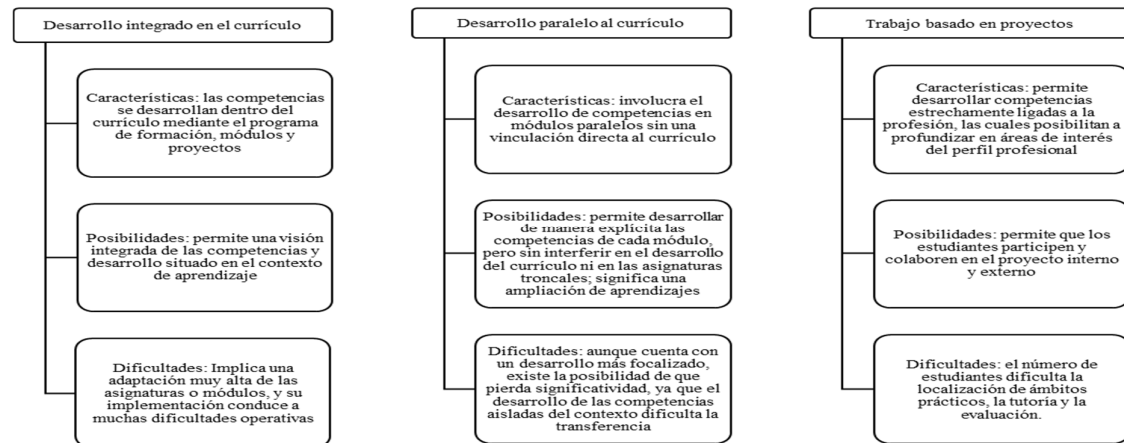 Desarrollo integrado en el currículo
Características: las competencias
se desarrollan dentro del
currículo mediante el programa
de formación, módulos y
proyectos
Posibilidades: permite una visión
integrada de las competencias y
desarrollo situado en el contexto
de aprendizaje
Dificultades: Implica una
adaptación muy alta de las
asignaturas o módulos, y su
implementación conduce a
muchas dificultades operativas
Desarrollo paralelo al currículo
Características: involucra el
desarrollo de competencias en
módulos paralelos sin una
vinculación directa al currículo
Posibilidades: permite desarrollar
de manera explícita las
competencias de cada módulo,
pero sin interferir en el desarrollo
del currículo ni en las asignaturas
troncales; significa una
ampliación de aprendizajes
Dificultades: aunque cuenta con
un desarrollo más focalizado,
existe la posibilidad de que
pierda significatividad, ya que el
desarrollo de las competencias
aisladas del contexto dificulta la
transferencia
Trabajo basado en proyectos
Características: permite
desarrollar competencias
estrechamente ligadas a la
profesión, las cuales posibilitan a
profundizar en áreas de interés
del perfil profesional
Posibilidades: permite que los
estudiantes participen y
colaboren en el proyecto interno
y externo
Dificultades: el número de
estudiantes dificulta la
localización de ámbitos
prácticos, la tutoría y la
evaluación.